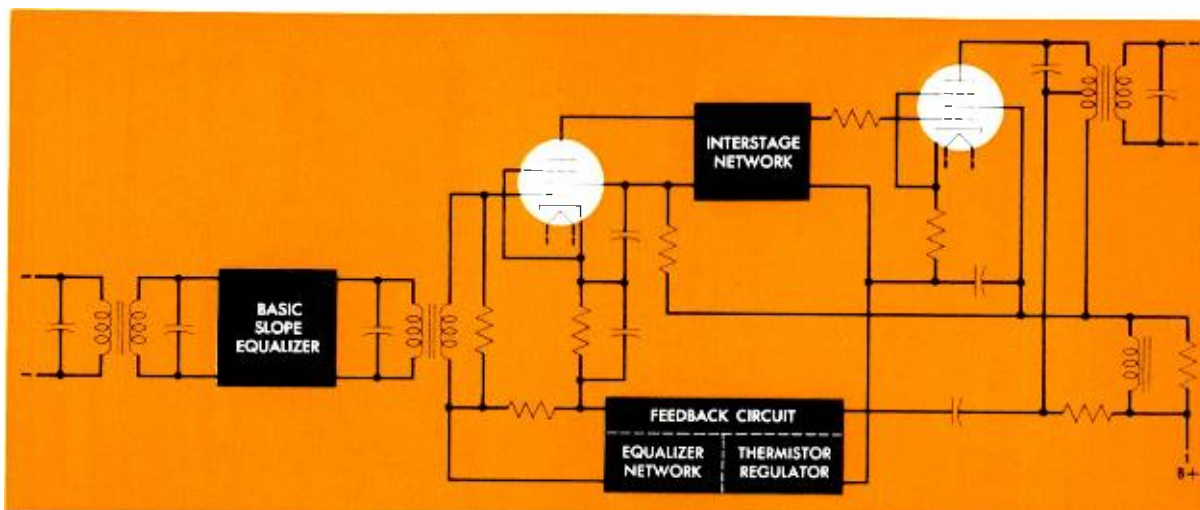 INTERSTAGE
NETWORK
BASIC
SLOPE
EQUALIZER
FEEDBACK CIRCUIT
EQUALIZER
NETWORK
THERMISTOR
REGULATOR
B+